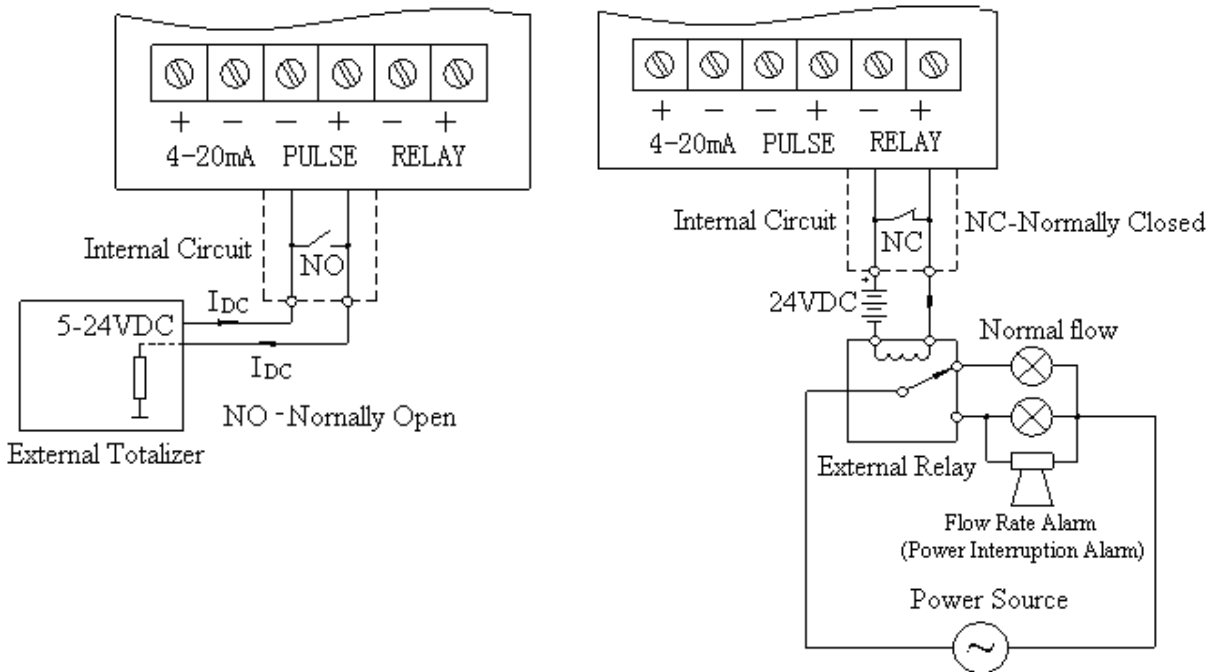 + − − + − +
4-20mA PULSE RELAY
Internal Circuit
NO
IDC
5-24VDC
IDC
NO - Nornally Open
External Totalizer
+ − − + − +
4-20mA PULSE RELAY
Internal Circuit
NC
NC-Normally Closed
+
24VDC
Normal flow
External Relay
Flow Rate Alarm
(Power Interruption Alarm)
Power Source
~